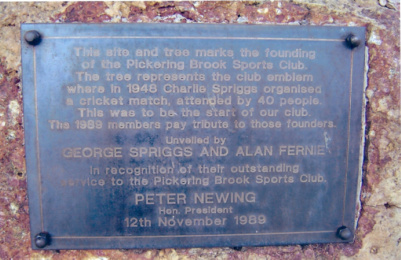 This site and tree marks the founding
of the Pickering Brook Sports Club.
The tree represents the club emblem
where in 1948 Charlie Spriggs organised
a cricket match, attended by 40 people.
This was to be the start of our club.
The 1989 members pay tribute to those founders.
Unveiled by
GEORGE SPRIGGS AND ALAN FERNIE
in recognition of their outstanding
service to the Pickering Brook Sports Club.
PETER NEWING
Hon. President
12th November 1989